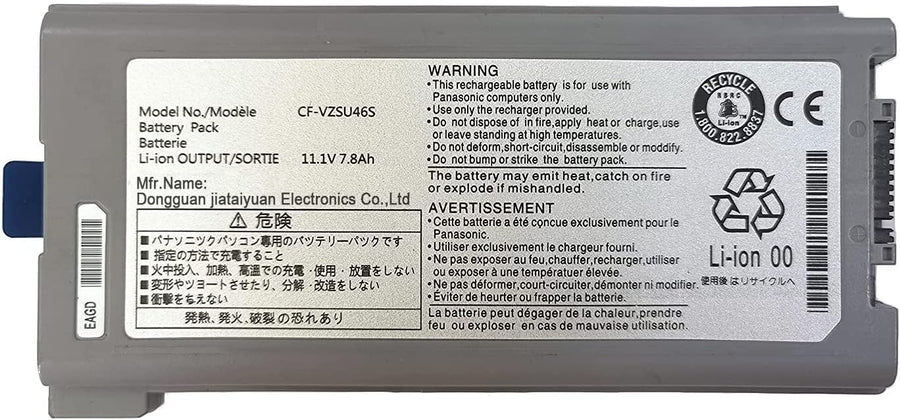 Model No./Modèle CF-VZSU46S
Battery Pack
Batterie
Li-ion OUTPUT/SORTIE 11.1V 7.8Ah
Mfr.Name:
Dongguan jiataiyuan Electronics Co.,Ltd
⚠ 危険
■パナソニックパソコン専用のバッテリーパックです
■指定の方法で充電すること
■火中投入、加熱、高温での充電・使用・放置をしない
■変形やショートさせたり、分解・改造をしない
■衝撃をえない
発熱、発火、破裂の恐れあり
EAGD
WARNING
•This rechargeable battery is for use with
Panasonic computers only.
•Use only the recharger provided.
•Do not dispose of in fire,apply heat or charge,use
or leave standing at high temperatures.
•Do not deform,short-circuit,disassemble or modify.
•Do not bump or strike the battery pack.
The battery may emit heat,catch on fire
or explode if mishandled.
AVERTISSEMENT
•Cette batterie a été conçue exclusivement pour le
Panasonic.
•Utiliser exclusivement le chargeur fourni.
•Ne pas exposer au feu,chauffer,recharger,utiliser
ou exposer à une températuer élevée.
•Ne pas déformer,court-circuiter,démonter ni modifier.
•Éviter de heurter ou frapper la batterie.
La batterie peut dégager de la chaleur,prendre
feu ou exploser en cas de mauvaise utilisation.
RECYCLE
RBRC
Li-ion
TM
1.800.822.8837
CE
Li-ion 00
使用後はリサイクルへ